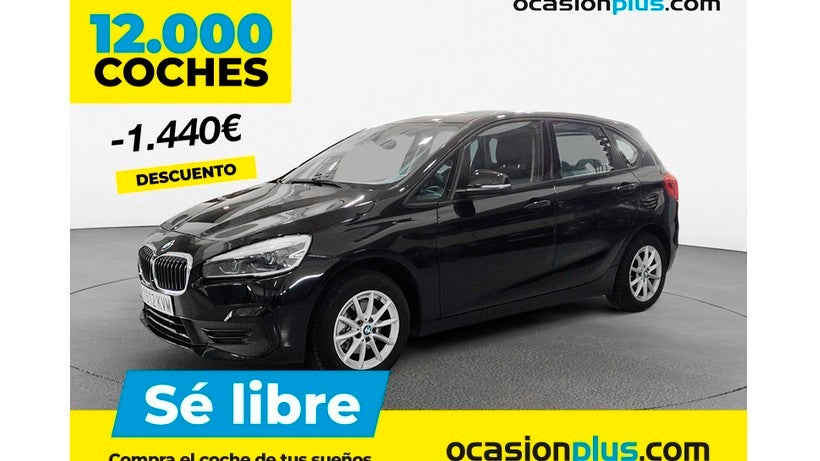 ocasionplus.com
12.000
COCHES
-1.440€
DESCUENTO
Sé libre
Compra el coche de tus sueños
ocasionplus.com